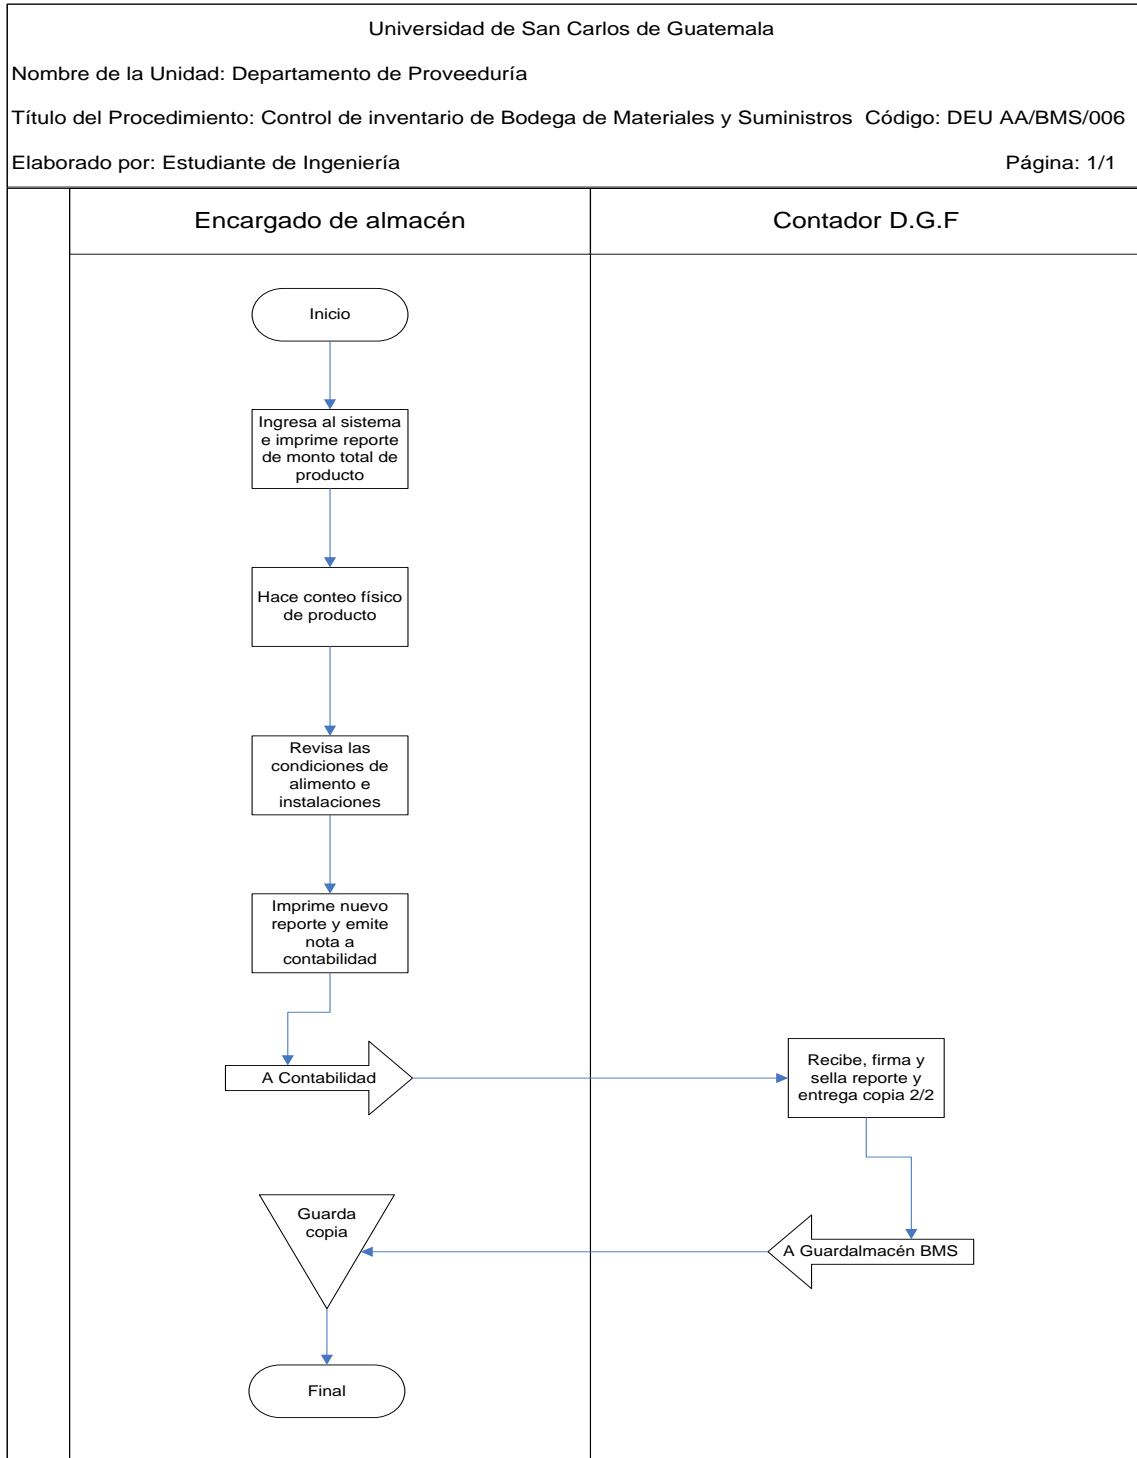 Universidad de San Carlos de Guatemala
Nombre de la Unidad: Departamento de Proveeduría
Título del Procedimiento: Control de inventario de Bodega de Materiales y Suministros Código: DEU AA/BMS/006
Elaborado por: Estudiante de Ingeniería Página: 1/1
Encargado de almacén
Contador D.G.F
Inicio
Ingresa al sistema
e imprime reporte
de monto total de
producto
Hace conteo físico
de producto
Revisa las
condiciones de
alimento e
instalaciones
Imprime nuevo
reporte y emite
nota a
contabilidad
A Contabilidad
Recibe, firma y
sella reporte y
entrega copia 2/2
A Guardalmacén BMS
Guarda
copia
Final